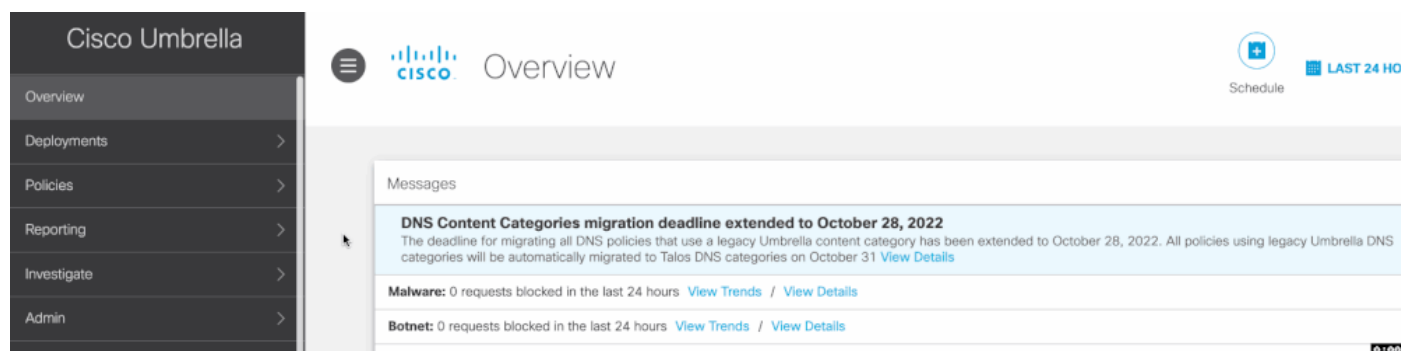 Cisco Umbrella
Overview
Deployments
Policies
Reporting
Investigate
Admin
CISCO
Overview
Schedule
LAST 24 HO
Messages
DNS Content Categories migration deadline extended to October 28, 2022
The deadline for migrating all DNS policies that use a legacy Umbrella content category has been extended to October 28, 2022. All policies using legacy Umbrella DNS
categories will be automatically migrated to Talos DNS categories on October 31 View Details
Malware: 0 requests blocked in the last 24 hours View Trends / View Details
Botnet: 0 requests blocked in the last 24 hours View Trends / View Details